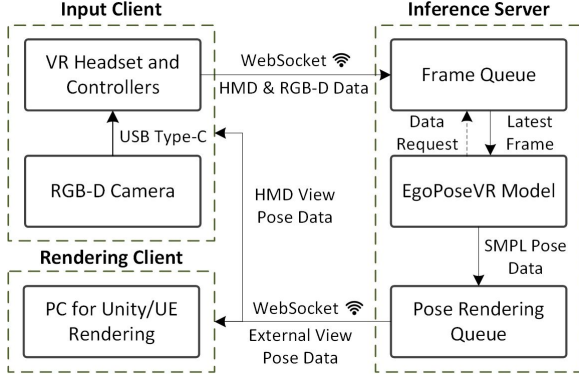 Input Client
VR Headset and
Controllers
USB Type-C
RGB-D Camera
WebSocket
HMD & RGB-D Data
Inference Server
Frame Queue
Data
Request
Latest
Frame
EgoPoseVR Model
SMPL Pose
Data
Pose Rendering
Queue
HMD View
Pose Data
WebSocket
External View
Pose Data
Rendering Client
PC for Unity/UE
Rendering